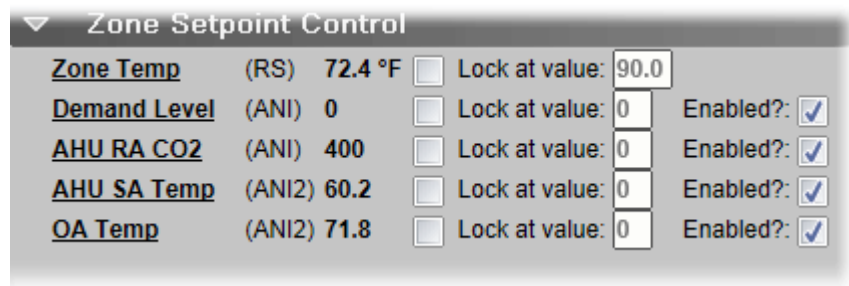 Zone Setpoint Control
Zone Temp (RS) 72.4 °F Lock at value: 90.0
Demand Level (ANI) 0 Lock at value: 0 Enabled?:
AHU RA CO2 (ANI) 400 Lock at value: 0 Enabled?:
AHU SA Temp (ANI2) 60.2 Lock at value: 0 Enabled?:
OA Temp (ANI2) 71.8 Lock at value: 0 Enabled?: